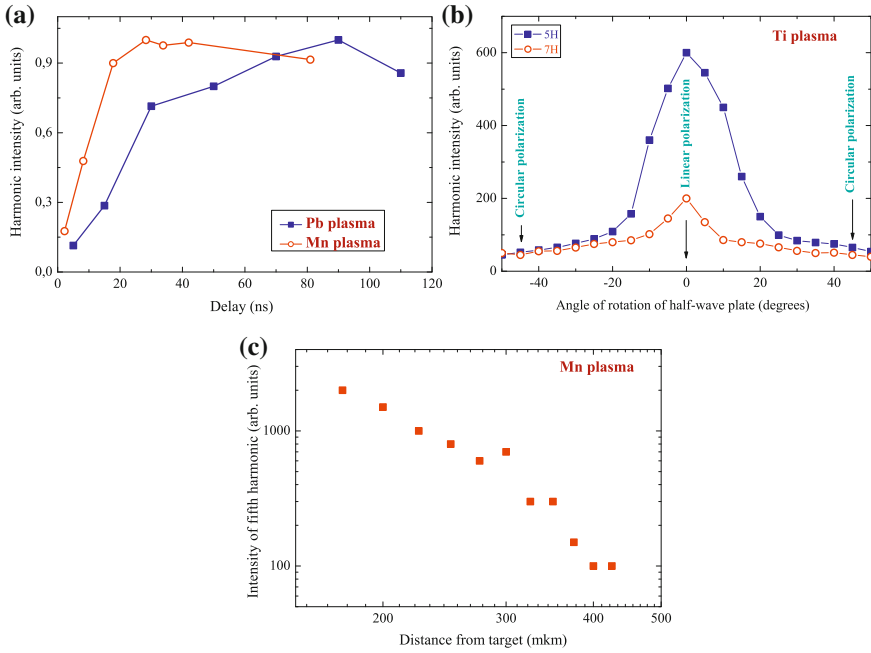 (a)
Harmonic intensity (arb. units)
0,9
0,6
0,3
0,0
0 20 40 60 80 100 120
Delay (ns)
Pb plasma
Mn plasma
(b)
Harmonic intensity (arb. units)
600
400
200
0
-40 -20 0 20 40
Angle of rotation of half-wave plate (degrees)
5H
7H
Ti plasma
Circular polarization
Linear polarization
Circular polarization
(c)
Intensity of fifth harmonic (arb. units)
1000
100
200 300 400 500
Distance from target (mkm)
Mn plasma